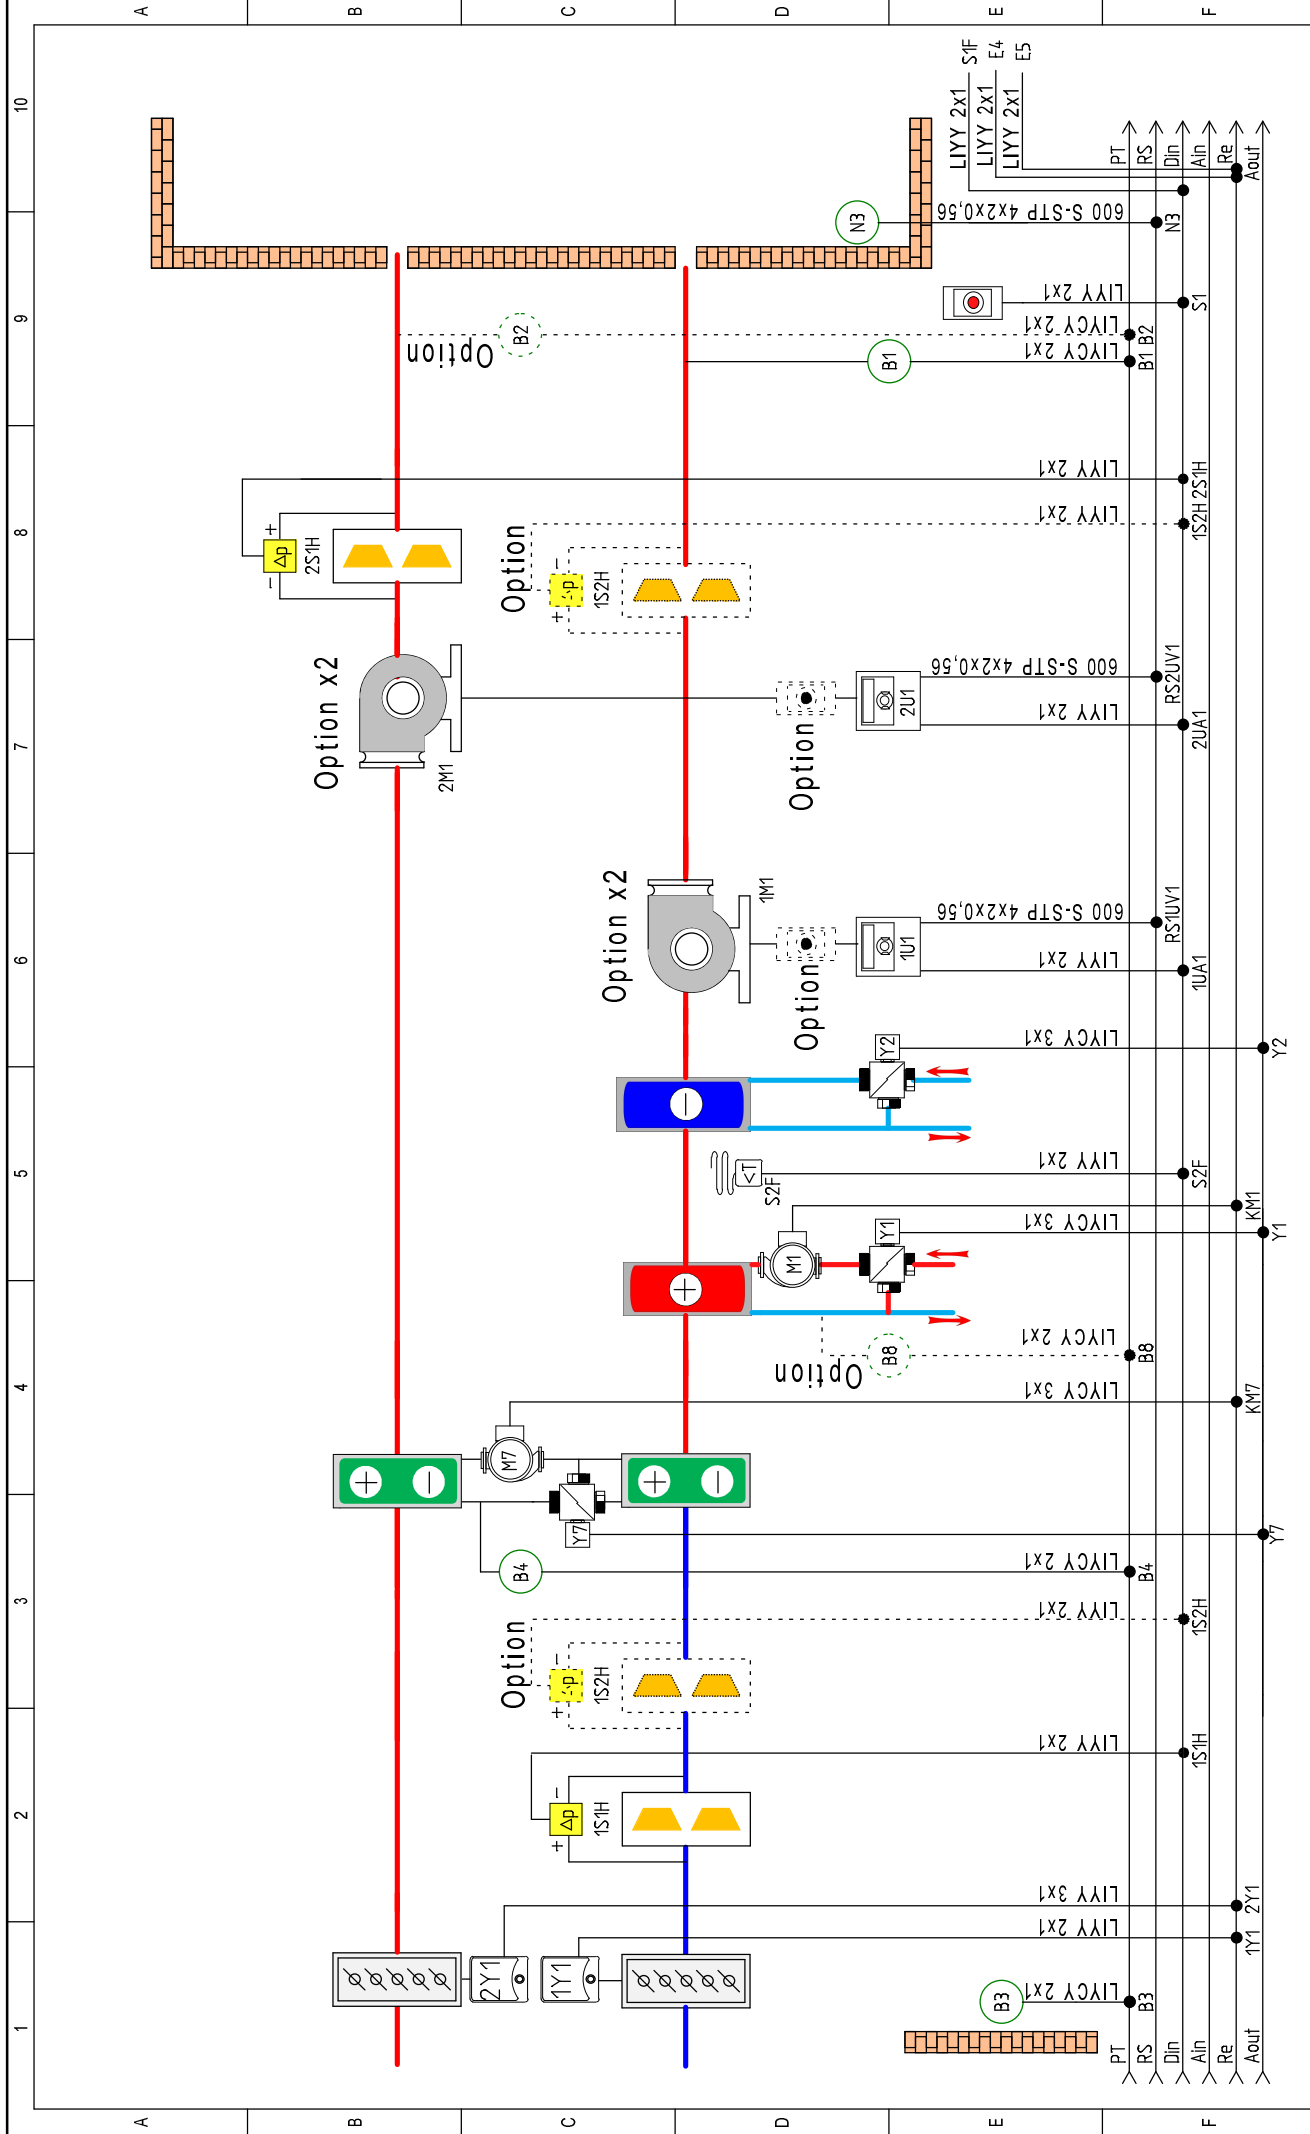 1 2 3 4 5 6 7 8 9 10
A
A
B
B
C
C
D
D
E
E
F
F
Option x2
2M1
Δp
+
-
2S1H
Option
B2
2Y1
1Y1
+ -
M7
Y7
B4
Option
Δp
+
-
1S1H
p
+
-
1S2H
Option
p
+
-
1S2H
+ -
Option x2
1M1
+
-
M1
Y1
<T
S2F
Y2
Option
B8
Option
1U1
Option
2U1
B1
N3
B3
LIYCY 2x1
LIYY 2x1
LIYY 3x1
LIYY 2x1
LIYY 2x1
LIYCY 2x1
LIYCY 3x1
LIYCY 2x1
LIYCY 3x1
LIYY 2x1
LIYCY 3x1
LIYY 2x1
600 S-STP 4x2x0,56
LIYY 2x1
600 S-STP 4x2x0,56
LIYY 2x1
LIYY 2x1
LIYCY 2x1
LIYCY 2x1
LIYY 2x1
600 S-STP 4x2x0,56
LIYY 2x1 S1F
LIYY 2x1 E4
LIYY 2x1 E5
PT
RS
Din
Ain
Re
Aout
PT
RS
Din
Ain
Re
Aout
B3
1Y1
2Y1
1S1H
1S2H
B4
Y7
KM7
B8
Y1
KM1
S2F
Y2
1UA1
RS1UV1
2UA1
RS2UV1
1S2H
2S1H
B1
B2
S1
N3